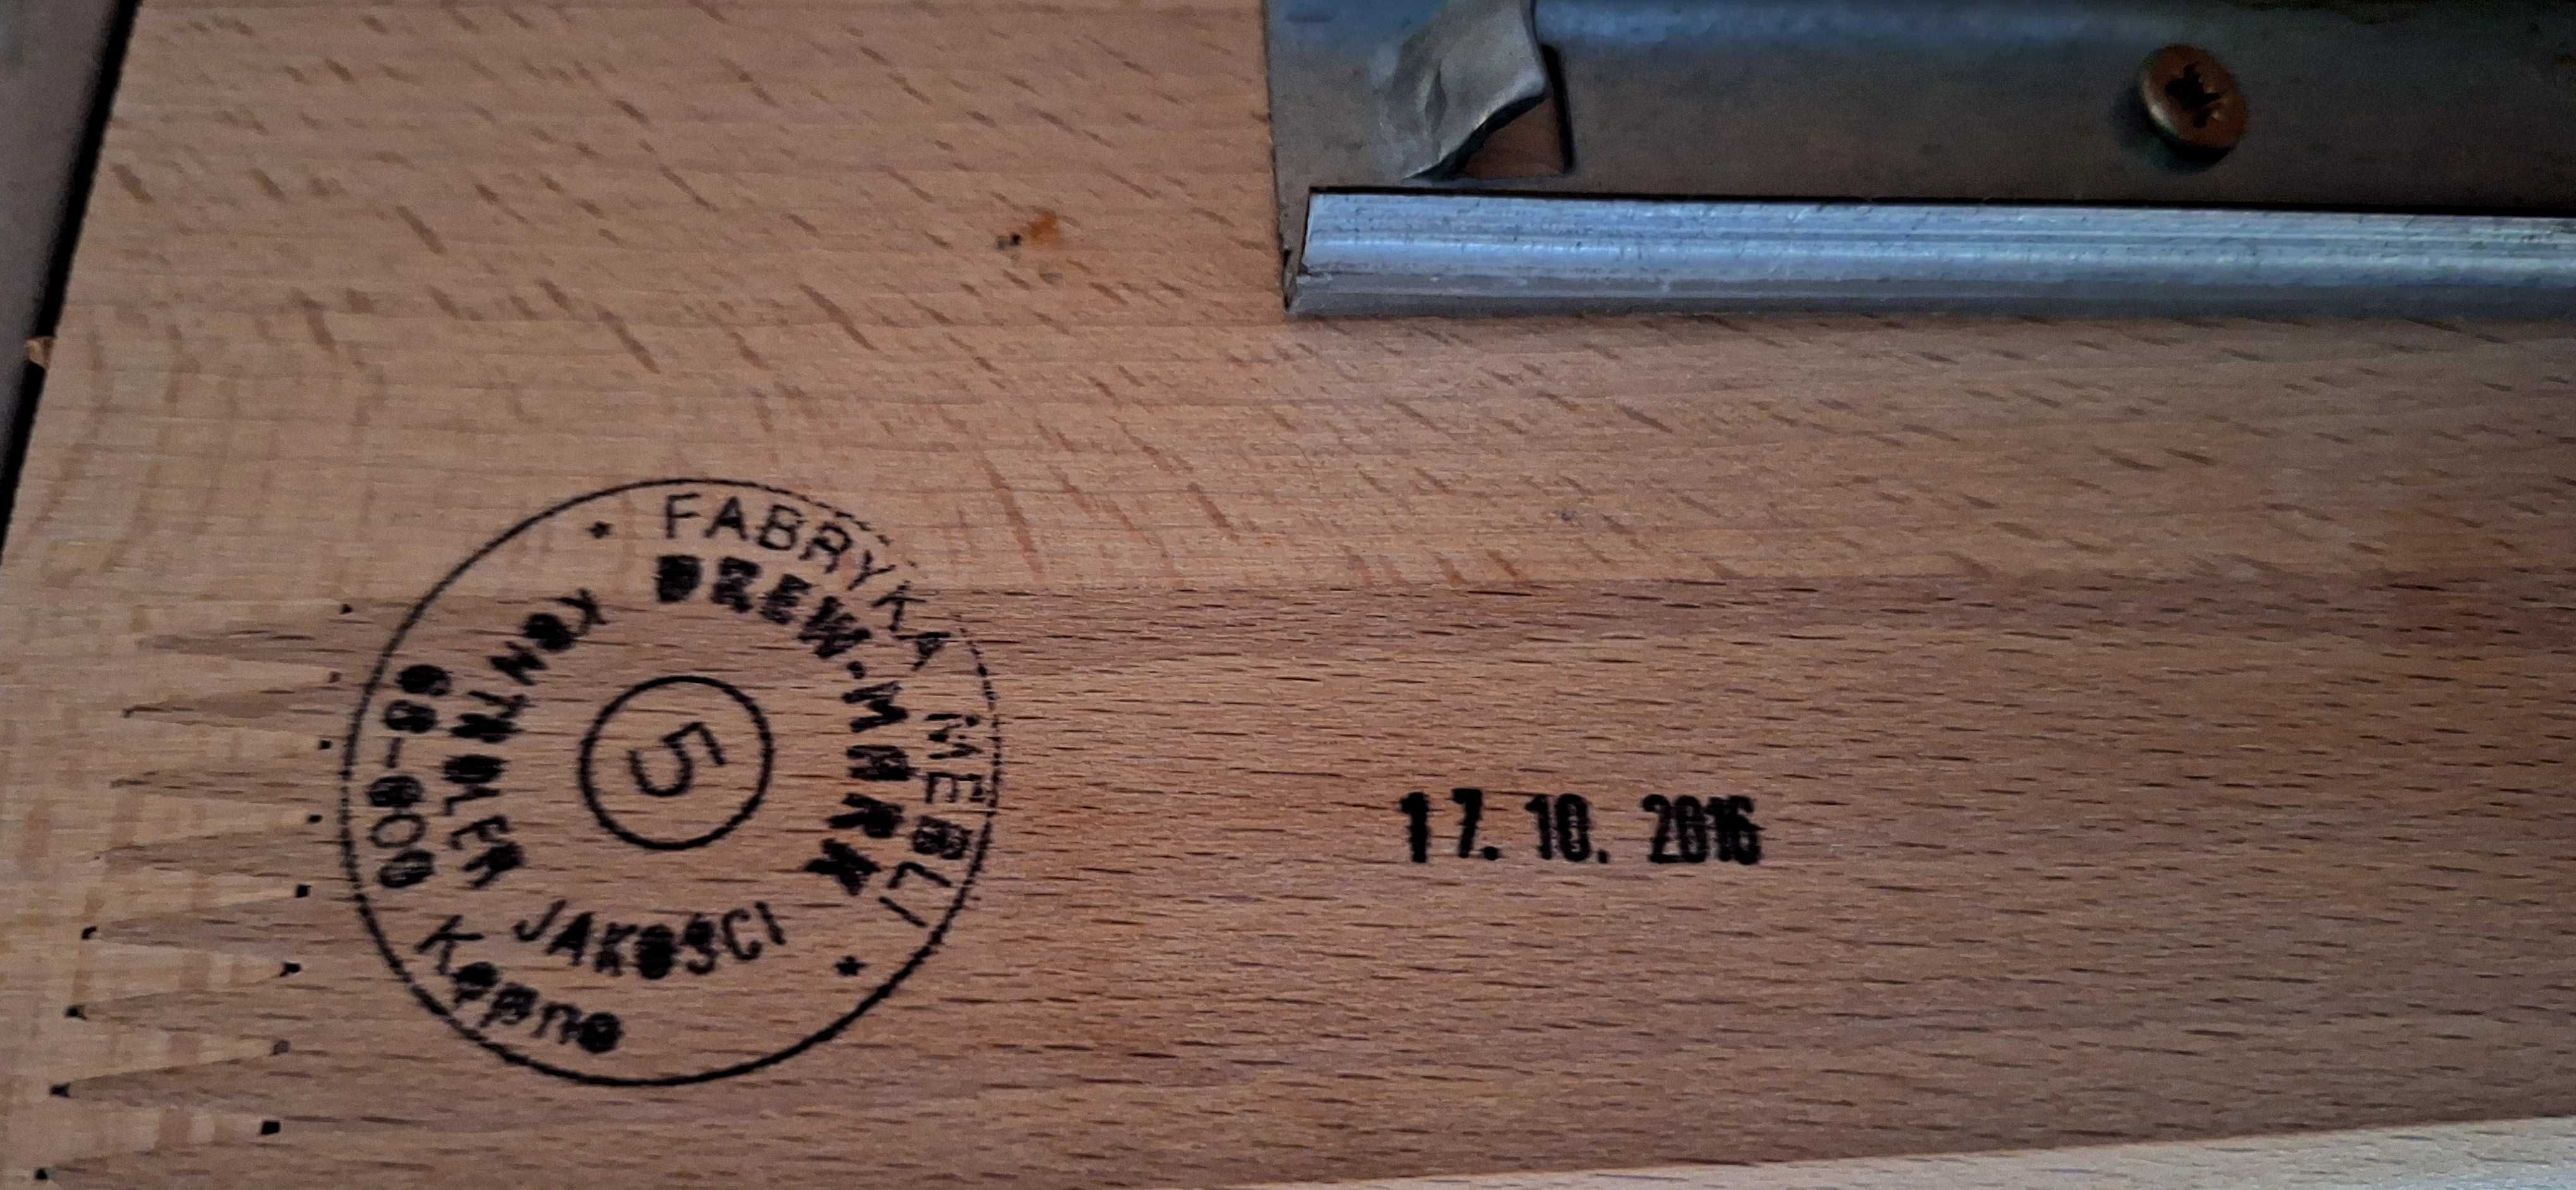 * FABRYKA MEBLI *
DREW-MARK
5
KONTROLER JAKOŚCI
63-600 Kępno
17. 10. 2016